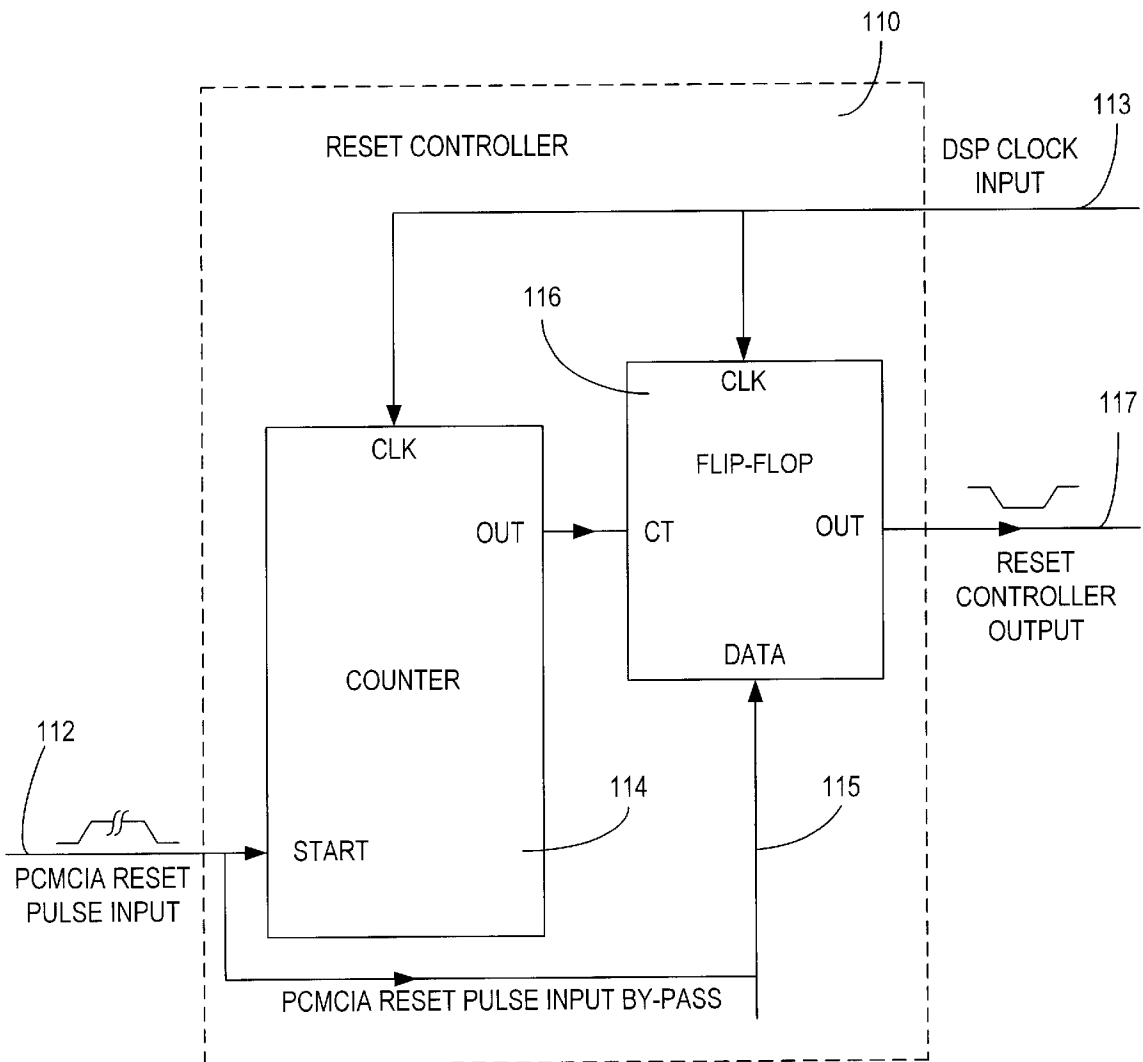 110
113
RESET CONTROLLER
DSP CLOCK
INPUT
116
CLK
117
CLK
FLIP-FLOP
OUT
CT
OUT
RESET
CONTROLLER
OUTPUT
DATA
COUNTER
112
114
115
START
PCMCIA RESET
PULSE INPUT
PCMCIA RESET PULSE INPUT BY-PASS